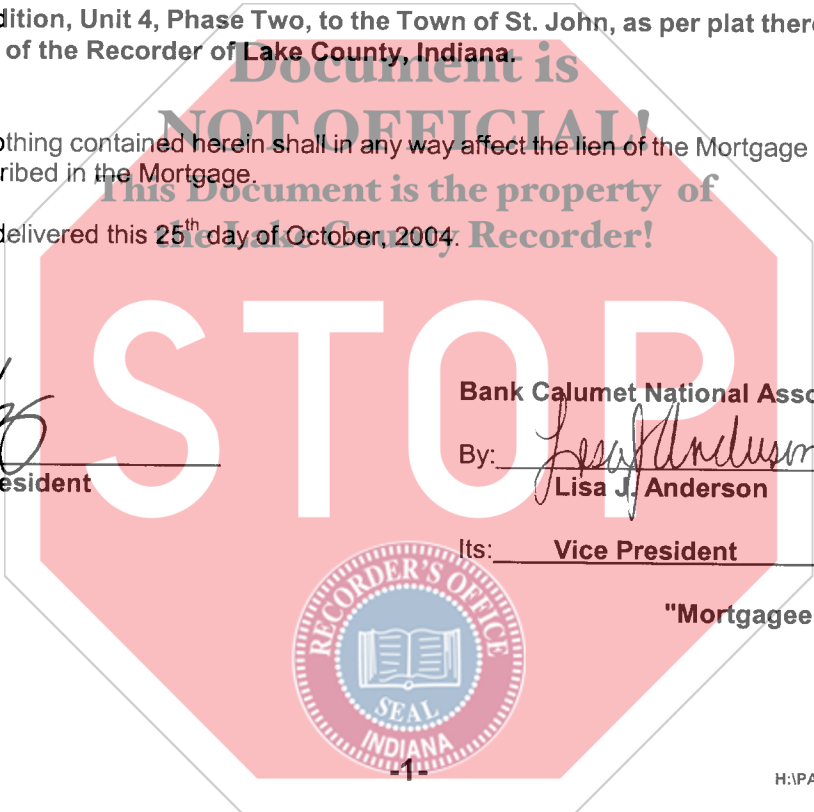 dition, Unit 4, Phase Two, to the Town of St. John, as per plat there
of the Recorder of Lake County, Indiana.
Document is
NOT OFFICIAL!
othing contained herein shall in any way affect the lien of the Mortgage
ribed in the Mortgage.
This Document is the property of
delivered this 25th day of October, 2004.
the Lake County Recorder!
STOP
Bank Calumet National Asso
By: Lisa J Anderson
esident
Lisa J. Anderson
Its: Vice President
"Mortgagee
RECORDER'S OFFICE
SEAL
INDIANA
-1-
H:\PA